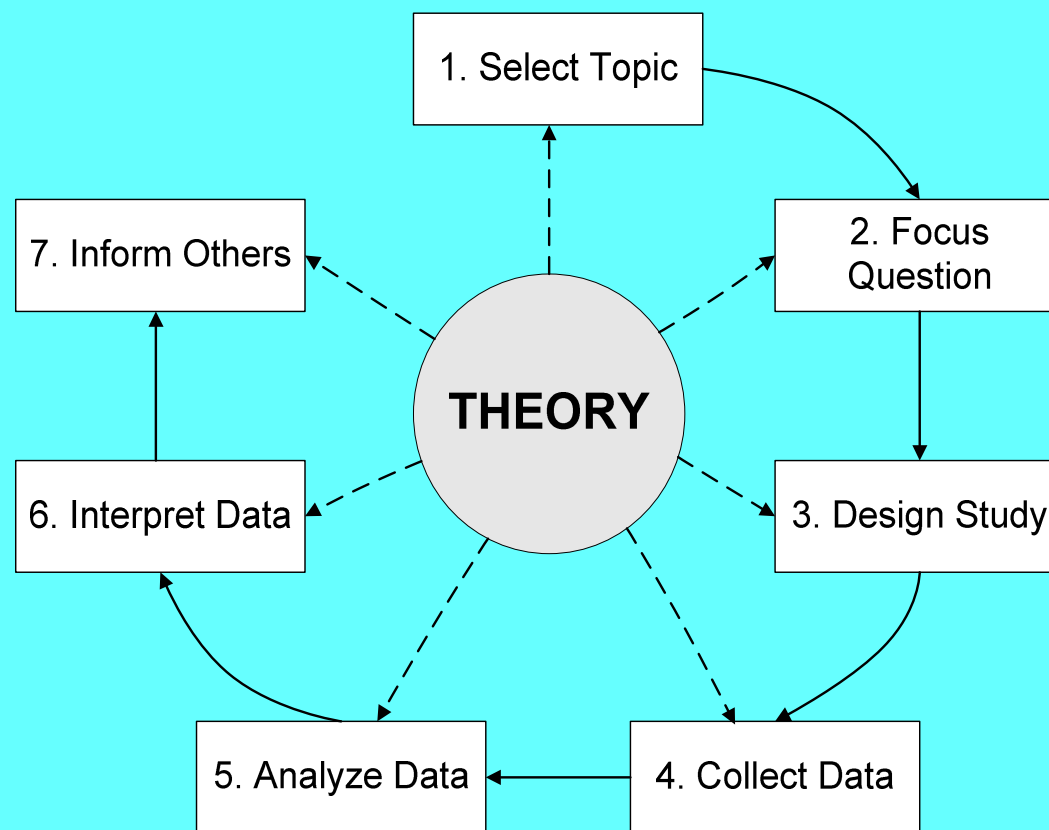 1. Select Topic
2. Focus
Question
3. Design Study
4. Collect Data
5. Analyze Data
6. Interpret Data
7. Inform Others
THEORY